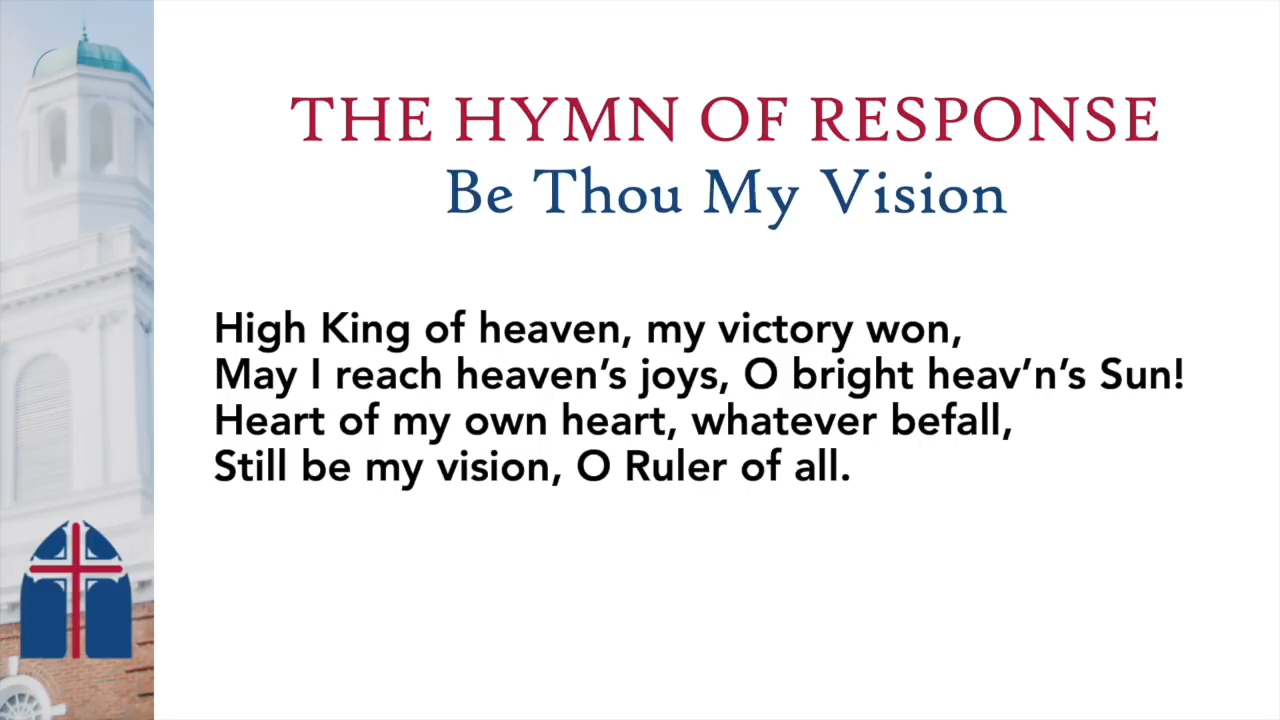 THE HYMN OF RESPONSE
Be Thou My Vision
High King of heaven, my victory won,
May I reach heaven’s joys, O bright heav’n’s Sun!
Heart of my own heart, whatever befall,
Still be my vision, O Ruler of all.